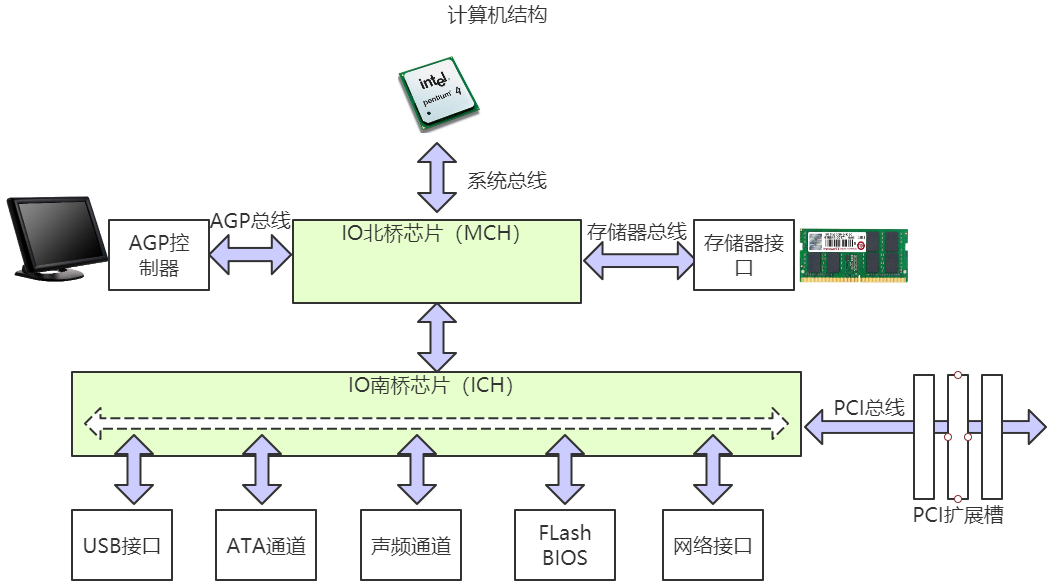 计算机结构
intel
pentium 4
系统总线
AGP总线
IO北桥芯片（MCH）
存储器总线
AGP控
制器
存储器接
口
IO南桥芯片（ICH）
PCI总线
PCI扩展槽
USB接口
ATA通道
声频通道
FLash
BIOS
网络接口